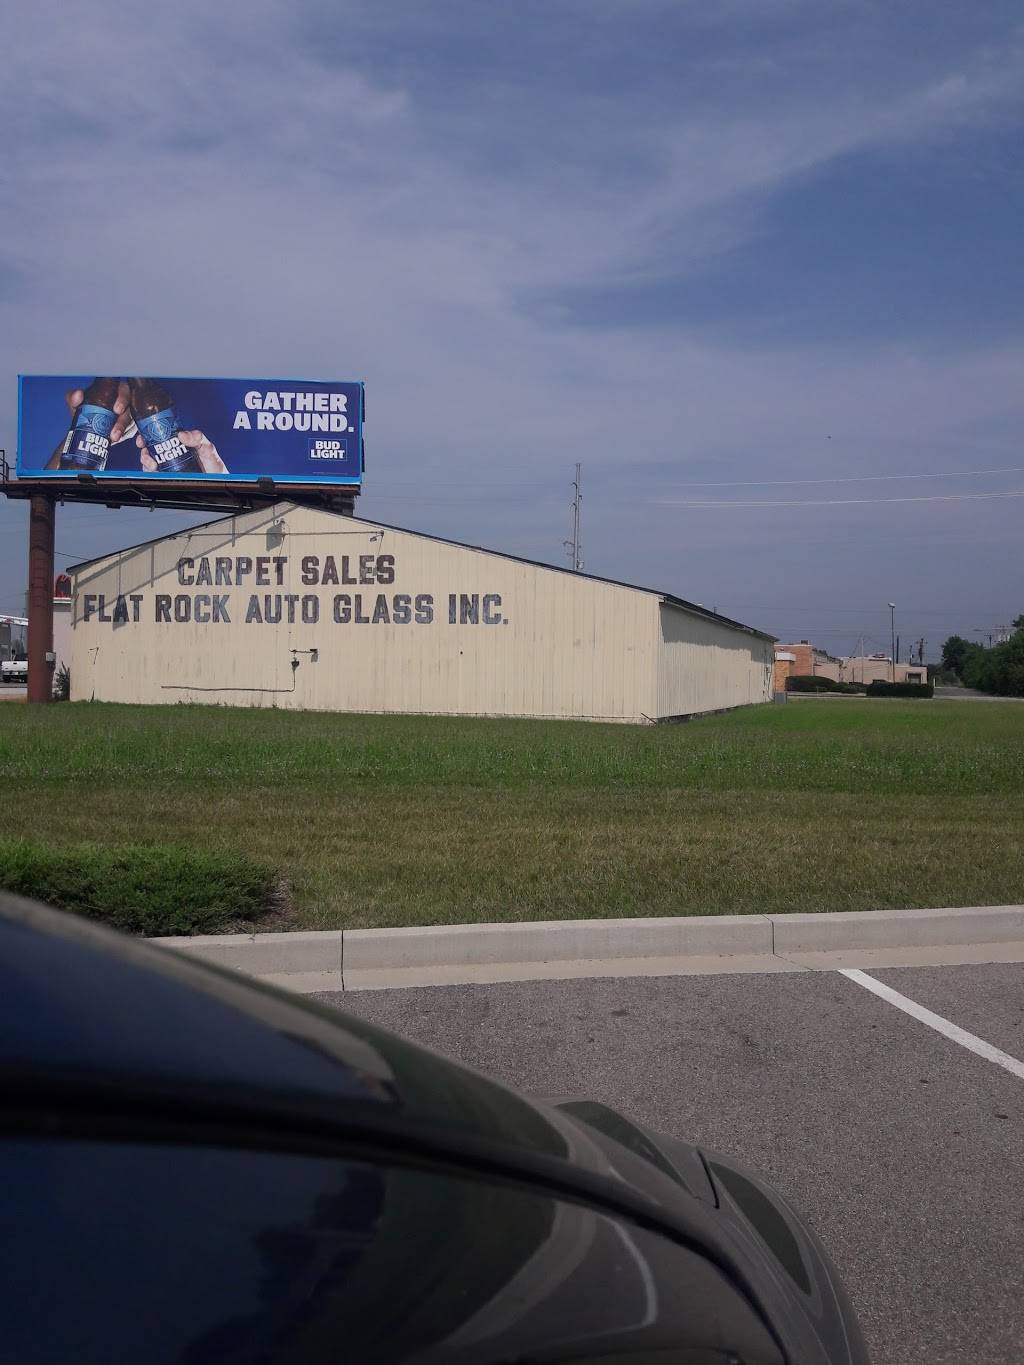 GATHER
A ROUND.
BUD
LIGHT
BUD
LIGHT
BUD
LIGHT
CARPET SALES
FLAT ROCK AUTO GLASS INC.